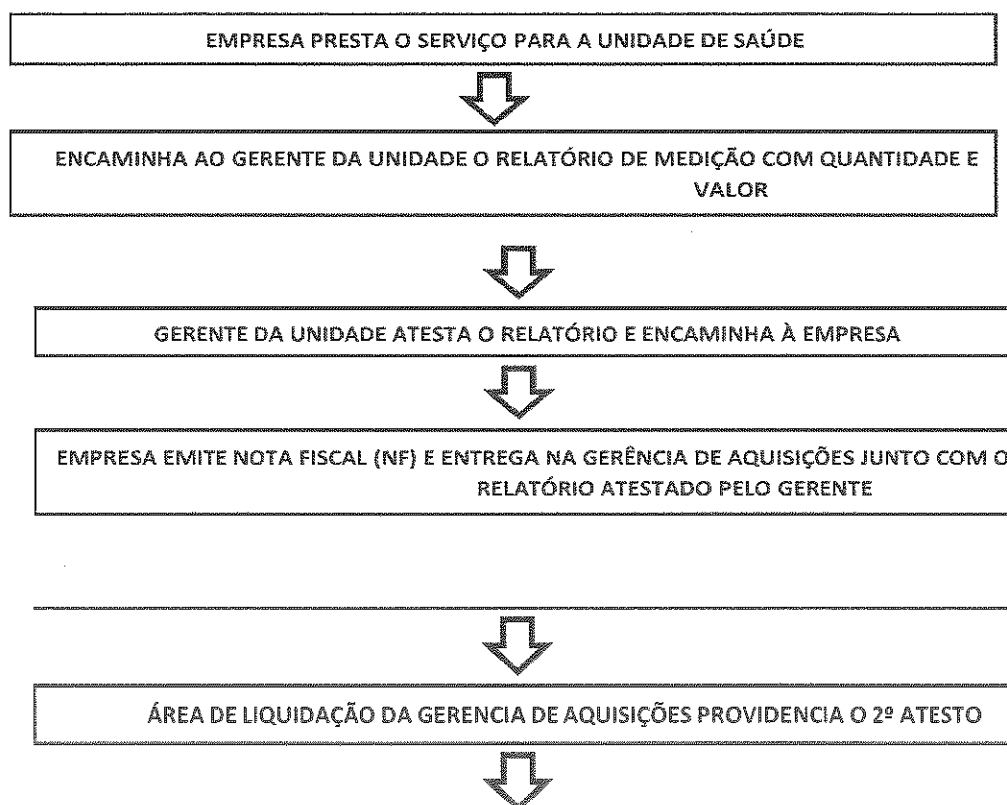 EMPRESA PRESTA O SERVIÇO PARA A UNIDADE DE SAÚDE
ENCAMINHA AO GERENTE DA UNIDADE O RELATÓRIO DE MEDIÇÃO COM QUANTIDADE E
VALOR
GERENTE DA UNIDADE ATESTA O RELATÓRIO E ENCAMINHA À EMPRESA
EMPRESA EMITE NOTA FISCAL (NF) E ENTREGA NA GERÊNCIA DE AQUISIÇÕES JUNTO COM O
RELATÓRIO ATESTADO PELO GERENTE
ÁREA DE LIQUIDAÇÃO DA GERENCIA DE AQUISIÇÕES PROVIDENCIA O 2º ATESTO